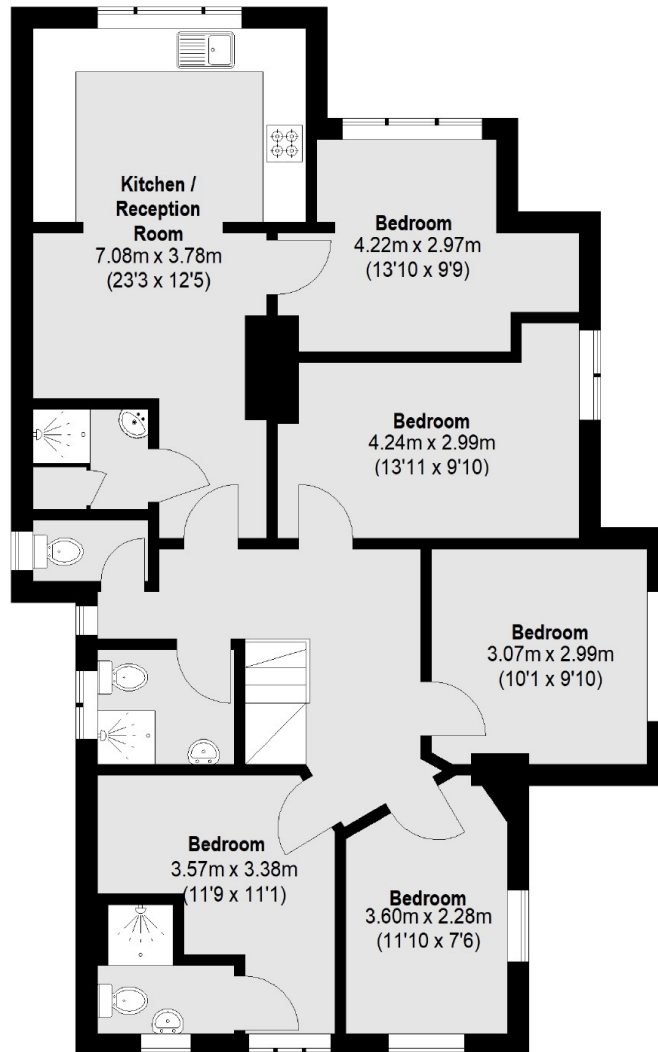 Kitchen /
Reception
Room
7.08m x 3.78m
(23'3 x 12'5)
Bedroom
4.22m x 2.97m
(13'10 x 9'9)
Bedroom
4.24m x 2.99m
(13'11 x 9'10)
Bedroom
3.07m x 2.99m
(10'1 x 9'10)
Bedroom
3.57m x 3.38m
(11'9 x 11'1)
Bedroom
3.60m x 2.28m
(11'10 x 7'6)